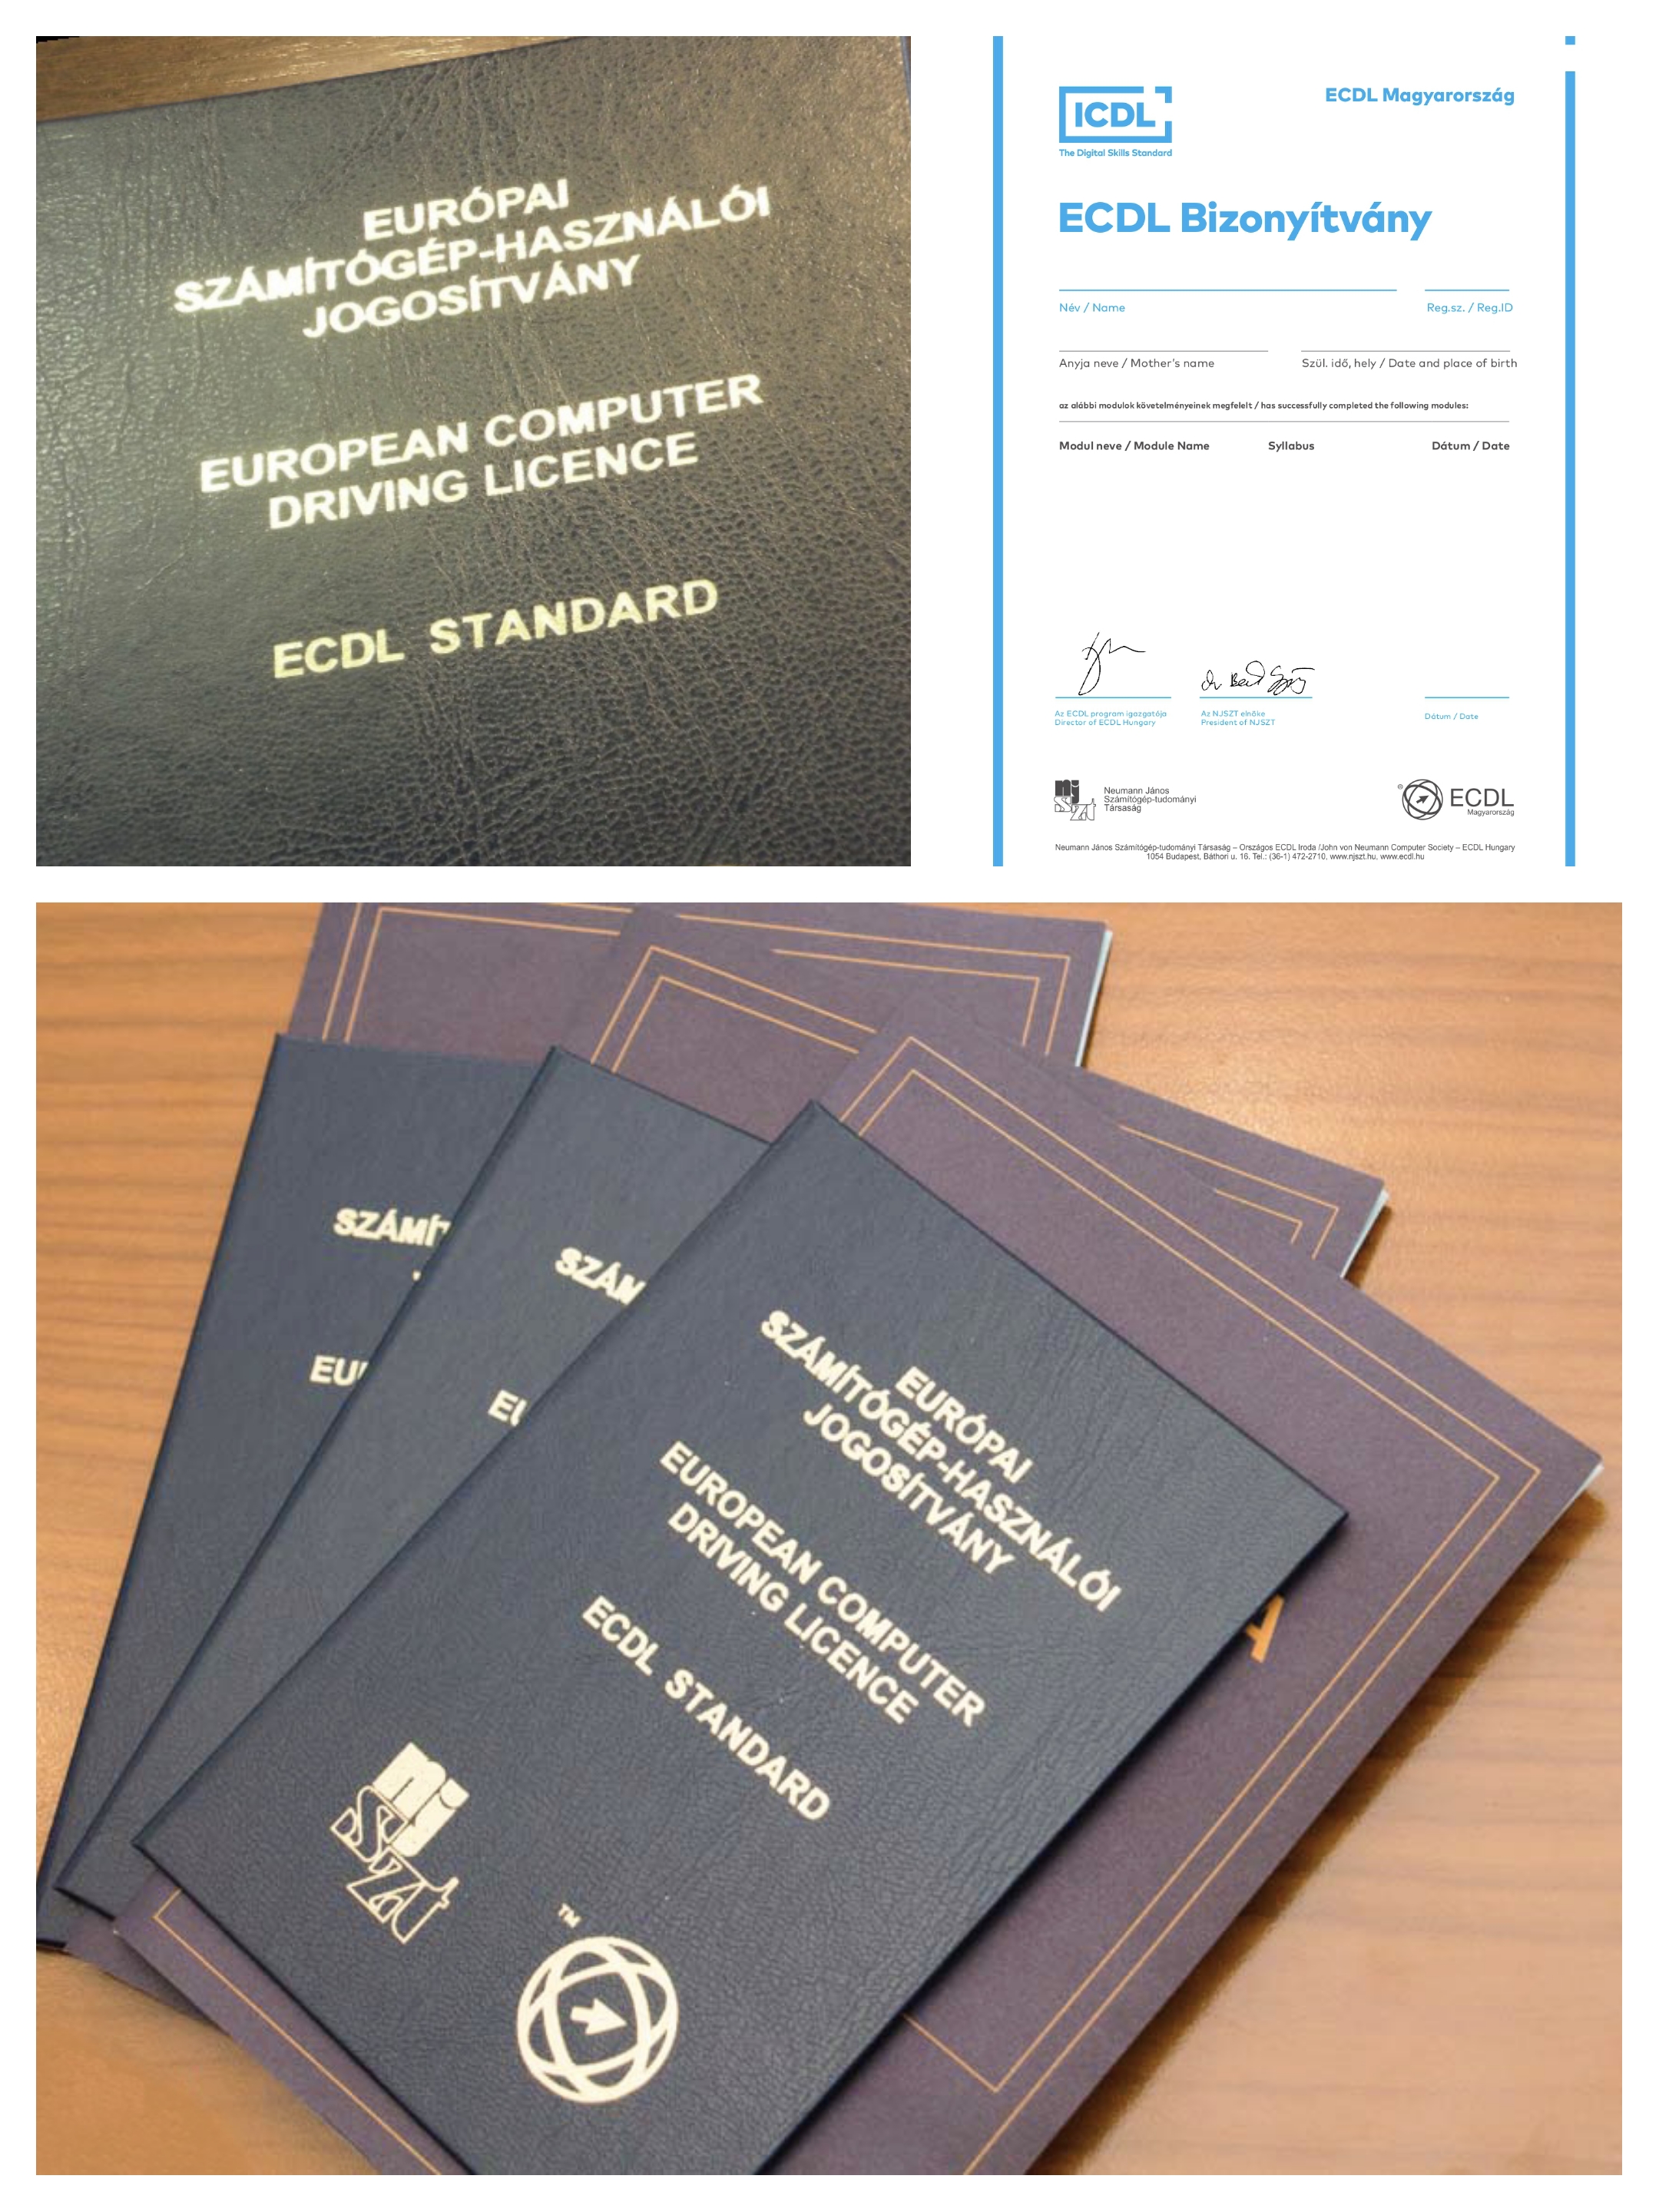 EURÓPAI
SZÁMÍTÓGÉP-HASZNÁLÓI
JOGOSÍTVÁNY
EUROPEAN COMPUTER
DRIVING LICENCE
ECDL STANDARD
ICDL
The Digital Skills Standard
ECDL Magyarország
ECDL Bizonyítvány
Név / Name
Reg.sz. / Reg.ID
Anyja neve / Mother's name
Szül. idő, hely / Date and place of birth
az alábbi modulok követelményeinek megfelelt / has successfully completed the following modules:
Modul neve / Module Name Syllabus Dátum / Date
Az ECDL program igazgatója
Director of ECDL Hungary
Az NJSZT elnöke
President of NJSZT
Dátum / Date
njszt
Neumann János
Számítógép-tudományi
Társaság
ECDL
Magyarország
Neumann János Számítógép-tudományi Társaság – Országos ECDL Iroda /John von Neumann Computer Society – ECDL Hungary
1054 Budapest, Báthori u. 16. Tel.: (36-1) 472-2710, www.njszt.hu, www.ecdl.hu
SZÁMÍT
EU
SZÁM
EU
EURÓPAI
SZÁMÍTÓGÉP-HASZNÁLÓI
JOGOSÍTVÁNY
EUROPEAN COMPUTER
DRIVING LICENCE
ECDL STANDARD
A
njszt
TM